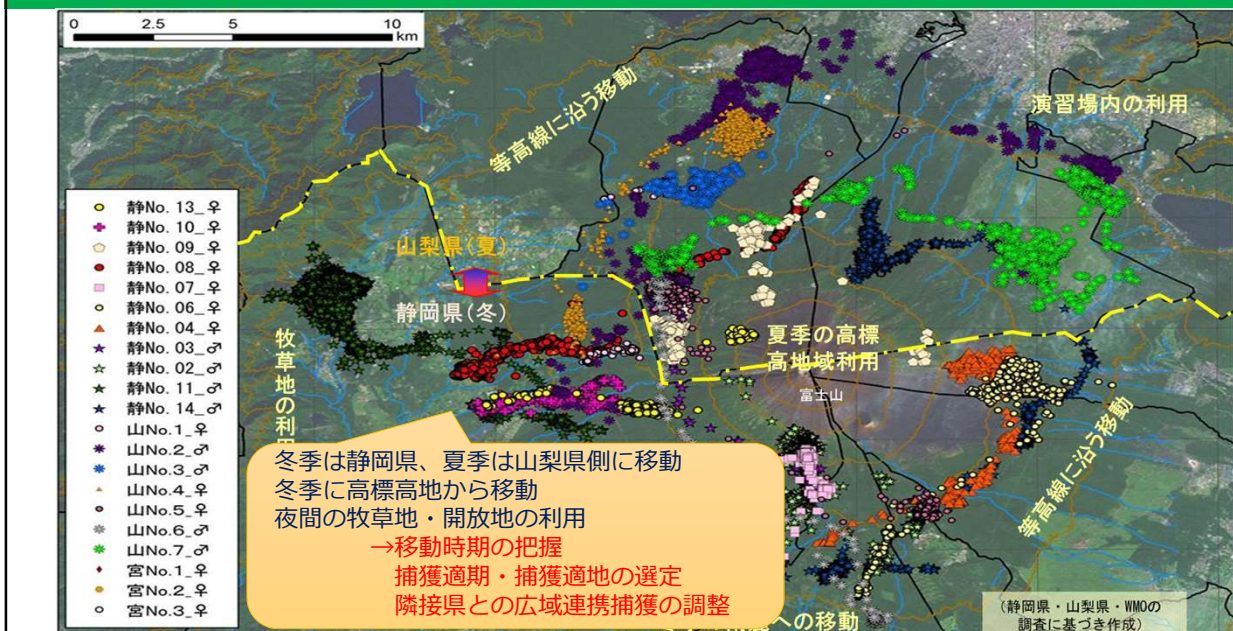 0 2.5 5 10
km
等高線に沿う移動
演習場内の利用
静No. 13_♀
静No. 10_♀
静No. 09_♀
静No. 08_♀
静No. 07_♀
静No. 06_♀
静No. 04_♀
静No. 03_♂
静No. 02_♂
静No. 11_♂
静No. 14_♂
山No.1_♀
山No.2_♂
山No.3_♀
山No.4_♀
山No.5_♀
山No.6_♂
山No.7_♂
宮No.1_♀
宮No.2_♀
宮No.3_♀
山梨県(夏)
静岡県(冬)
牧草地の利用
夏季の高標
高地域利用
富士山
等高線に沿う移動
冬季は静岡県、夏季は山梨県側に移動
冬季に高標高地から移動
夜間の牧草地・開放地の利用
→移動時期の把握
捕獲適期・捕獲適地の選定
隣接県との広域連携捕獲の調整
への移動
(静岡県・山梨県・WMOの
調査に基づき作成)